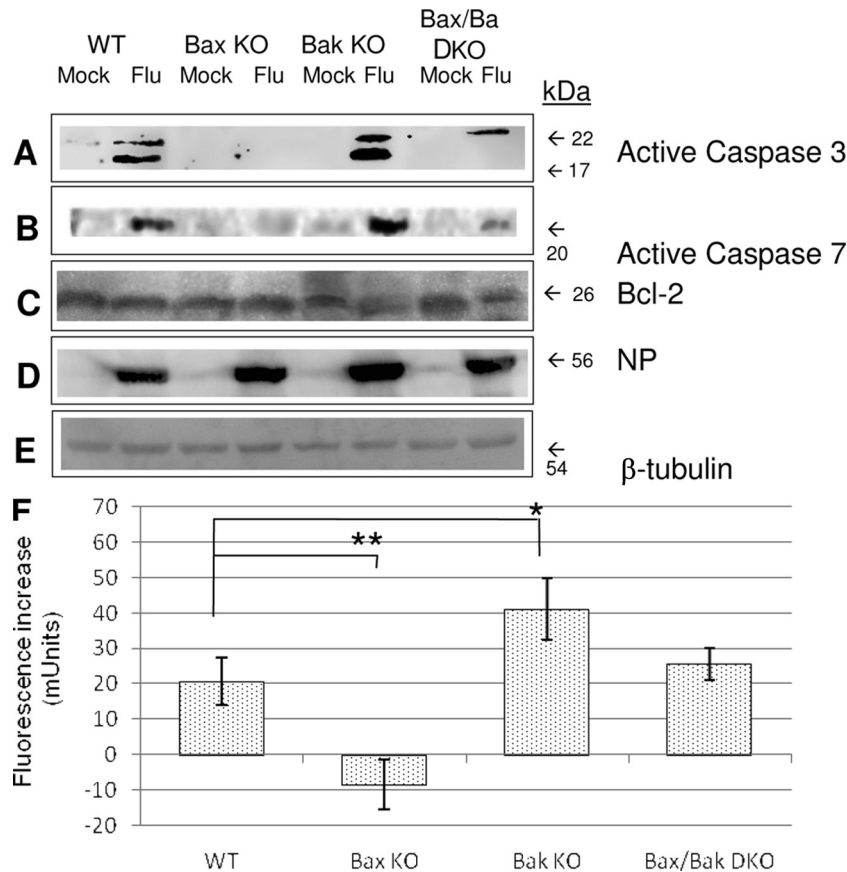 WT Bax KO Bak KO Bax/Ba
DKO
Mock Flu Mock Flu Mock Flu Mock Flu
kDa
A ← 22 Active Caspase 3
← 17
B ←
20 Active Caspase 7
C ← 26 Bcl-2
D ← 56 NP
E ←
54 β-tubulin
F
Fluorescence increase
(mUnits)
70
60
50
40
30
20
10
0
-10
-20
*
**
WT Bax KO Bak KO Bax/Bak DKO